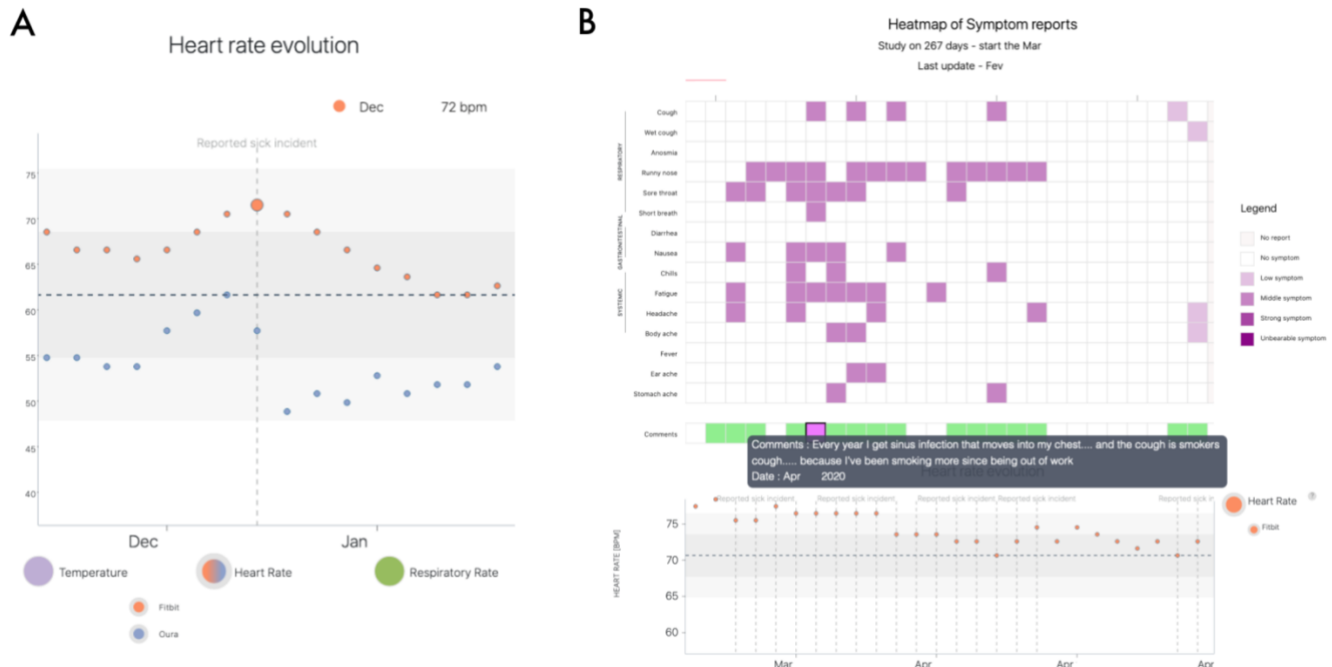 A
Heart rate evolution
Dec 72 bpm
Reported sick incident
75
70
65
60
55
50
45
40
Dec Jan
Temperature Heart Rate Respiratory Rate
Fitbit
Oura
B
Heatmap of Symptom reports
Study on 267 days - start the Mar
Last update - Fev
RESPIRATORY
GASTROINTESTINAL
SYSTEMIC
Cough
Wet cough
Anosmia
Runny nose
Sore throat
Short breath
Diarrhea
Nausea
Chills
Fatigue
Headache
Body ache
Fever
Ear ache
Stomach ache
Comments
Legend
No report
No symptom
Low symptom
Middle symptom
Strong symptom
Unbearable symptom
Comments : Every year I get sinus infection that moves into my chest.... and the cough is smokers
cough..... because I've been smoking more since being out of work
Date : Apr 2020
Heart rate evolution
Reported sick incident Reported sick incident Reported sick incident Reported sick incident Reported sick ir
HEART RATE [BPM]
75
70
65
60
Mar Apr Apr Apr
Heart Rate ?
Fitbit